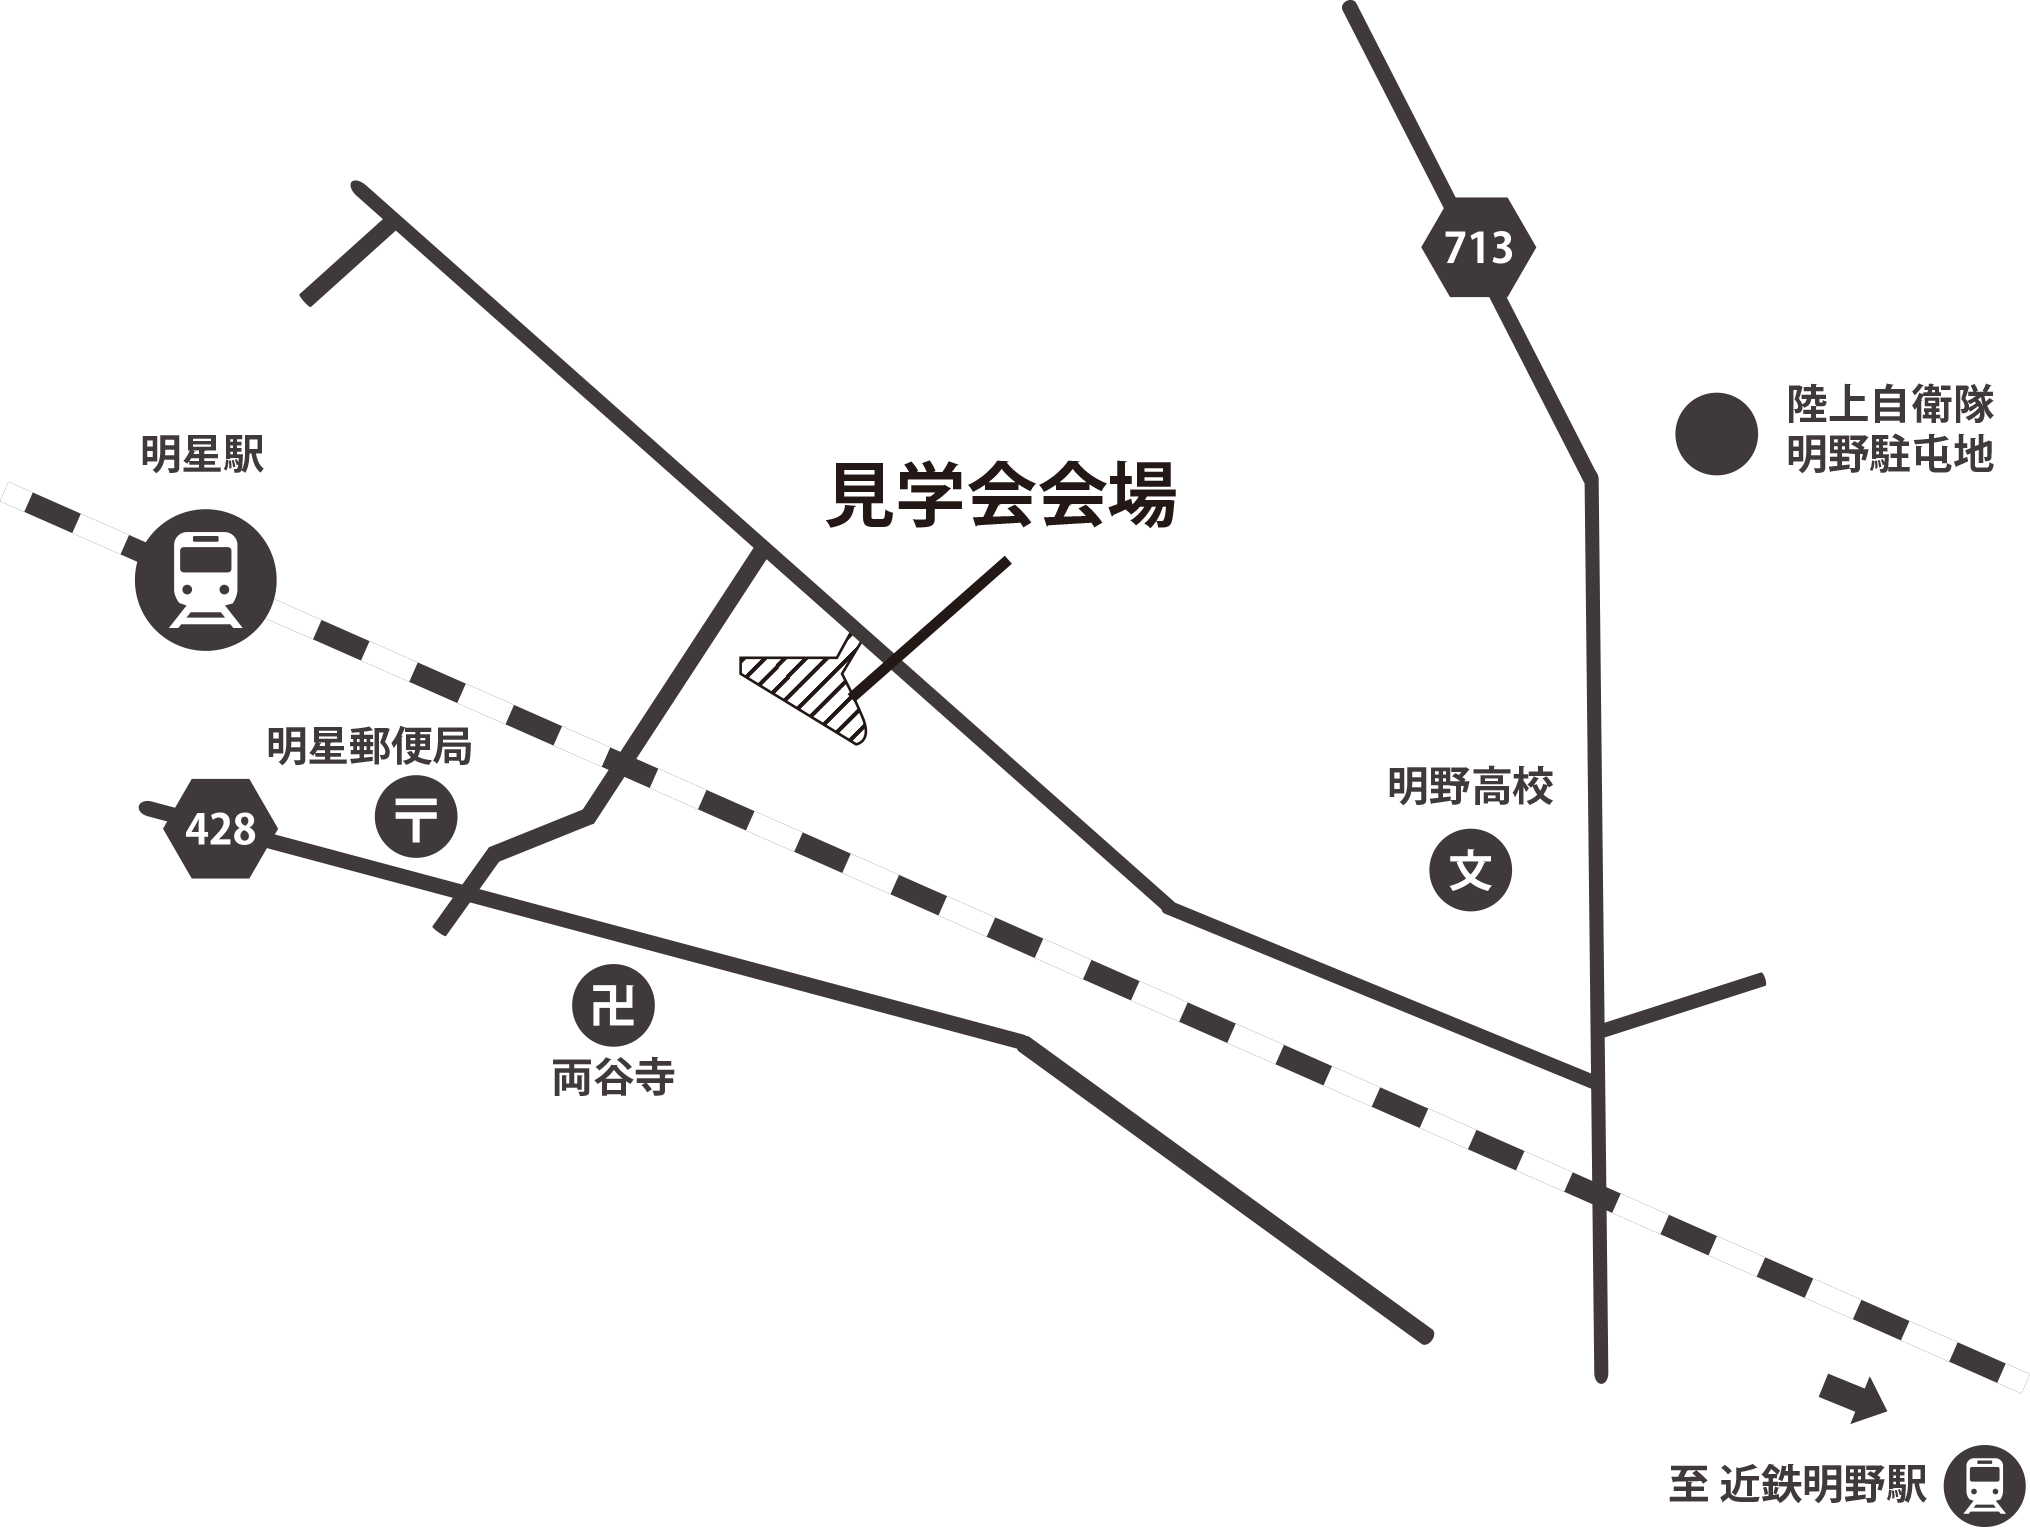 713
陸上自衛隊
明野駐屯地
明星駅
見学会会場
明星郵便局
〒
428
明野高校
文
卍
両谷寺
至 近鉄明野駅